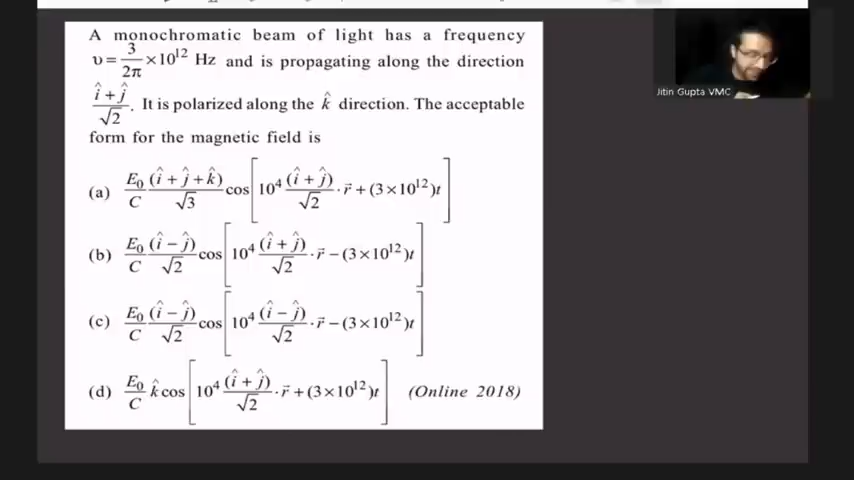 A monochromatic beam of light has a frequency
υ = 3/2π × 10¹² Hz and is propagating along the direction
(î + ĵ)/√2. It is polarized along the k̂ direction. The acceptable
form for the magnetic field is
(a) E₀/C (î + ĵ + k̂)/√3 cos[10⁴ (î + ĵ)/√2 · r⃗ + (3 × 10¹²)t]
(b) E₀/C (î − ĵ)/√2 cos[10⁴ (î + ĵ)/√2 · r⃗ − (3 × 10¹²)t]
(c) E₀/C (î − ĵ)/√2 cos[10⁴ (î − ĵ)/√2 · r⃗ − (3 × 10¹²)t]
(d) E₀/C k̂ cos[10⁴ (î + ĵ)/√2 · r⃗ + (3 × 10¹²)t] (Online 2018)
Jitin Gupta VMC